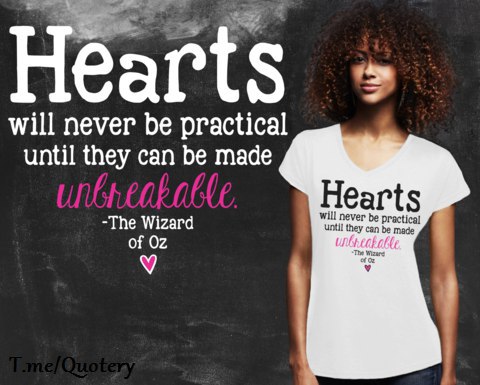 Hearts
will never be practical
until they can be made
unbreakable.
-The Wizard
of Oz
Hearts
will never be practical
until they can be made
unbreakable.
-The Wizard
of Oz
T.me/Quotery